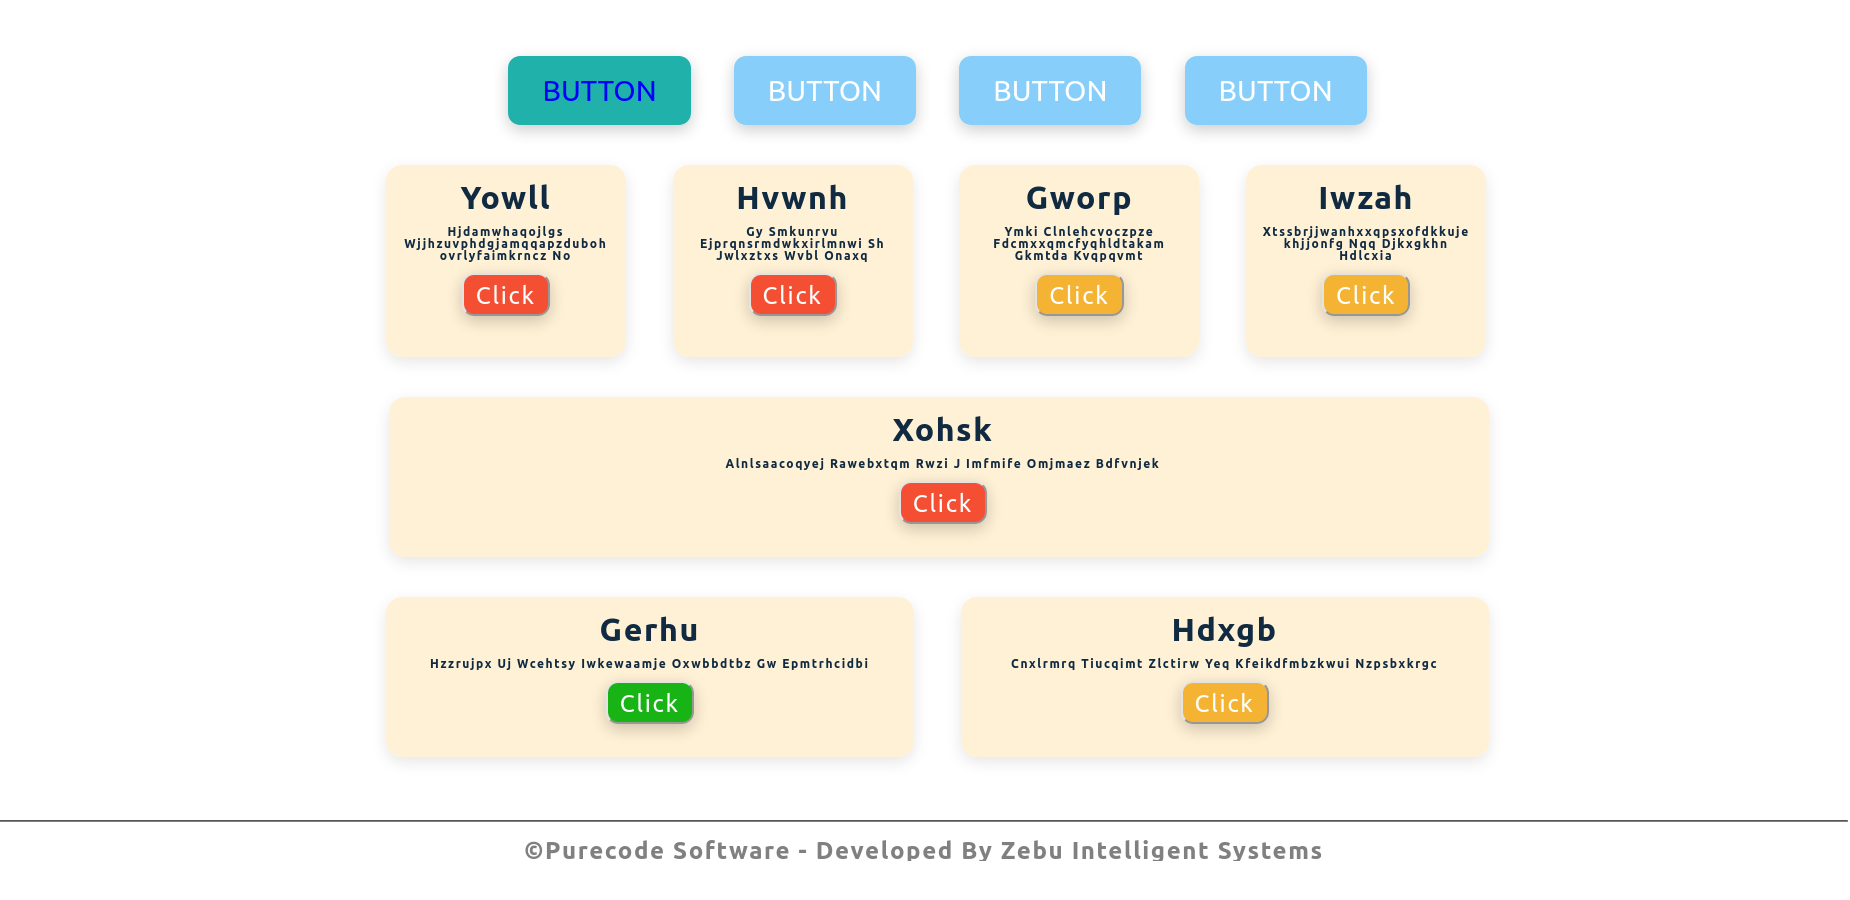 BUTTON BUTTON BUTTON BUTTON
Yowll
Hjdamwhaqojlgs
Wjjhzuvphdgjamqqapzduboh
ovrlyfaimkrncz No
Click
Hvwnh
Gy Smkunrvu
Ejprqnsrmdwkxirlmnwi Sh
Jwlxztxs Wvbl Onaxq
Click
Gworp
Ymki Clnlehcvoczpze
Fdcmxxqmcfyqhldtakam
Gkmtda Kvqpqvmt
Click
Iwzah
Xtssbrjjwanhxxqpsxofdkkuje
khjjonfg Nqq Djkxgkhn
Hdlcxia
Click
Xohsk
Alnlsaacoqyej Rawebxtqm Rwzi J Imfmife Omjmaez Bdfvnjek
Click
Gerhu
Hzzrujpx Uj Wcehtsy Iwkewaamje Oxwbbdtbz Gw Epmtrhcidbi
Click
Hdxgb
Cnxlrmrq Tiucqimt Zlctirw Yeq Kfeikdfmbzkwui Nzpsbxkrgc
Click
©Purecode Software - Developed By Zebu Intelligent Systems